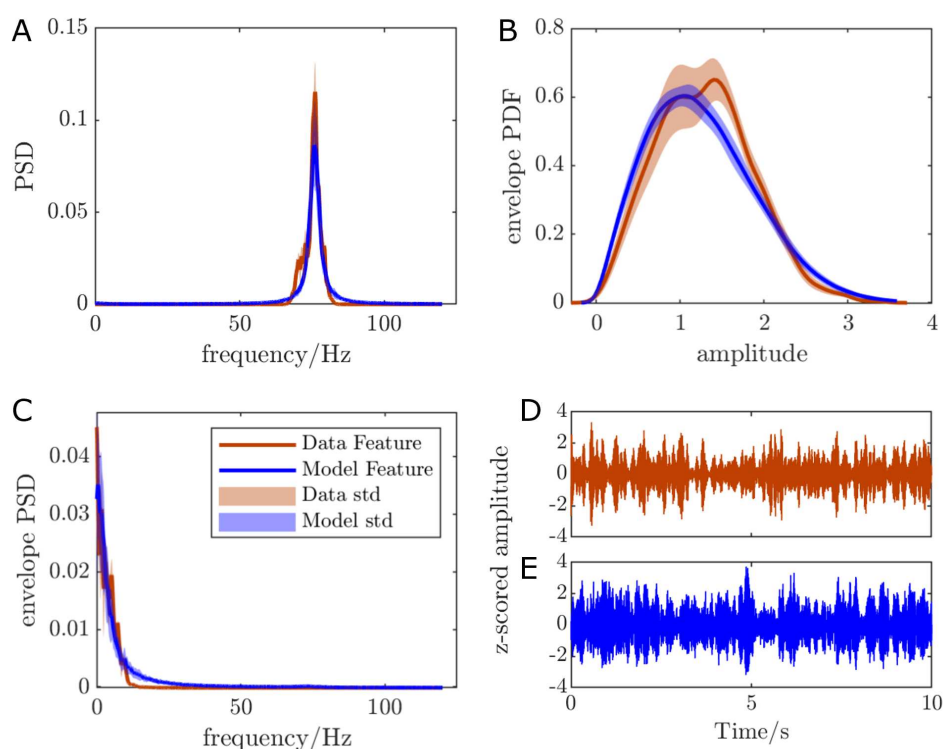 A
0.15
0.1
0.05
0
PSD
0
50
100
frequency/Hz
B
0.8
0.6
0.4
0.2
0
envelope PDF
0
1
2
3
4
amplitude
C
0.04
0.03
0.02
0.01
0
envelope PSD
Data Feature
Model Feature
Data std
Model std
0
50
100
frequency/Hz
D
4
2
0
-2
-4
z-scored amplitude
E
4
2
0
-2
-4
0
5
10
Time/s